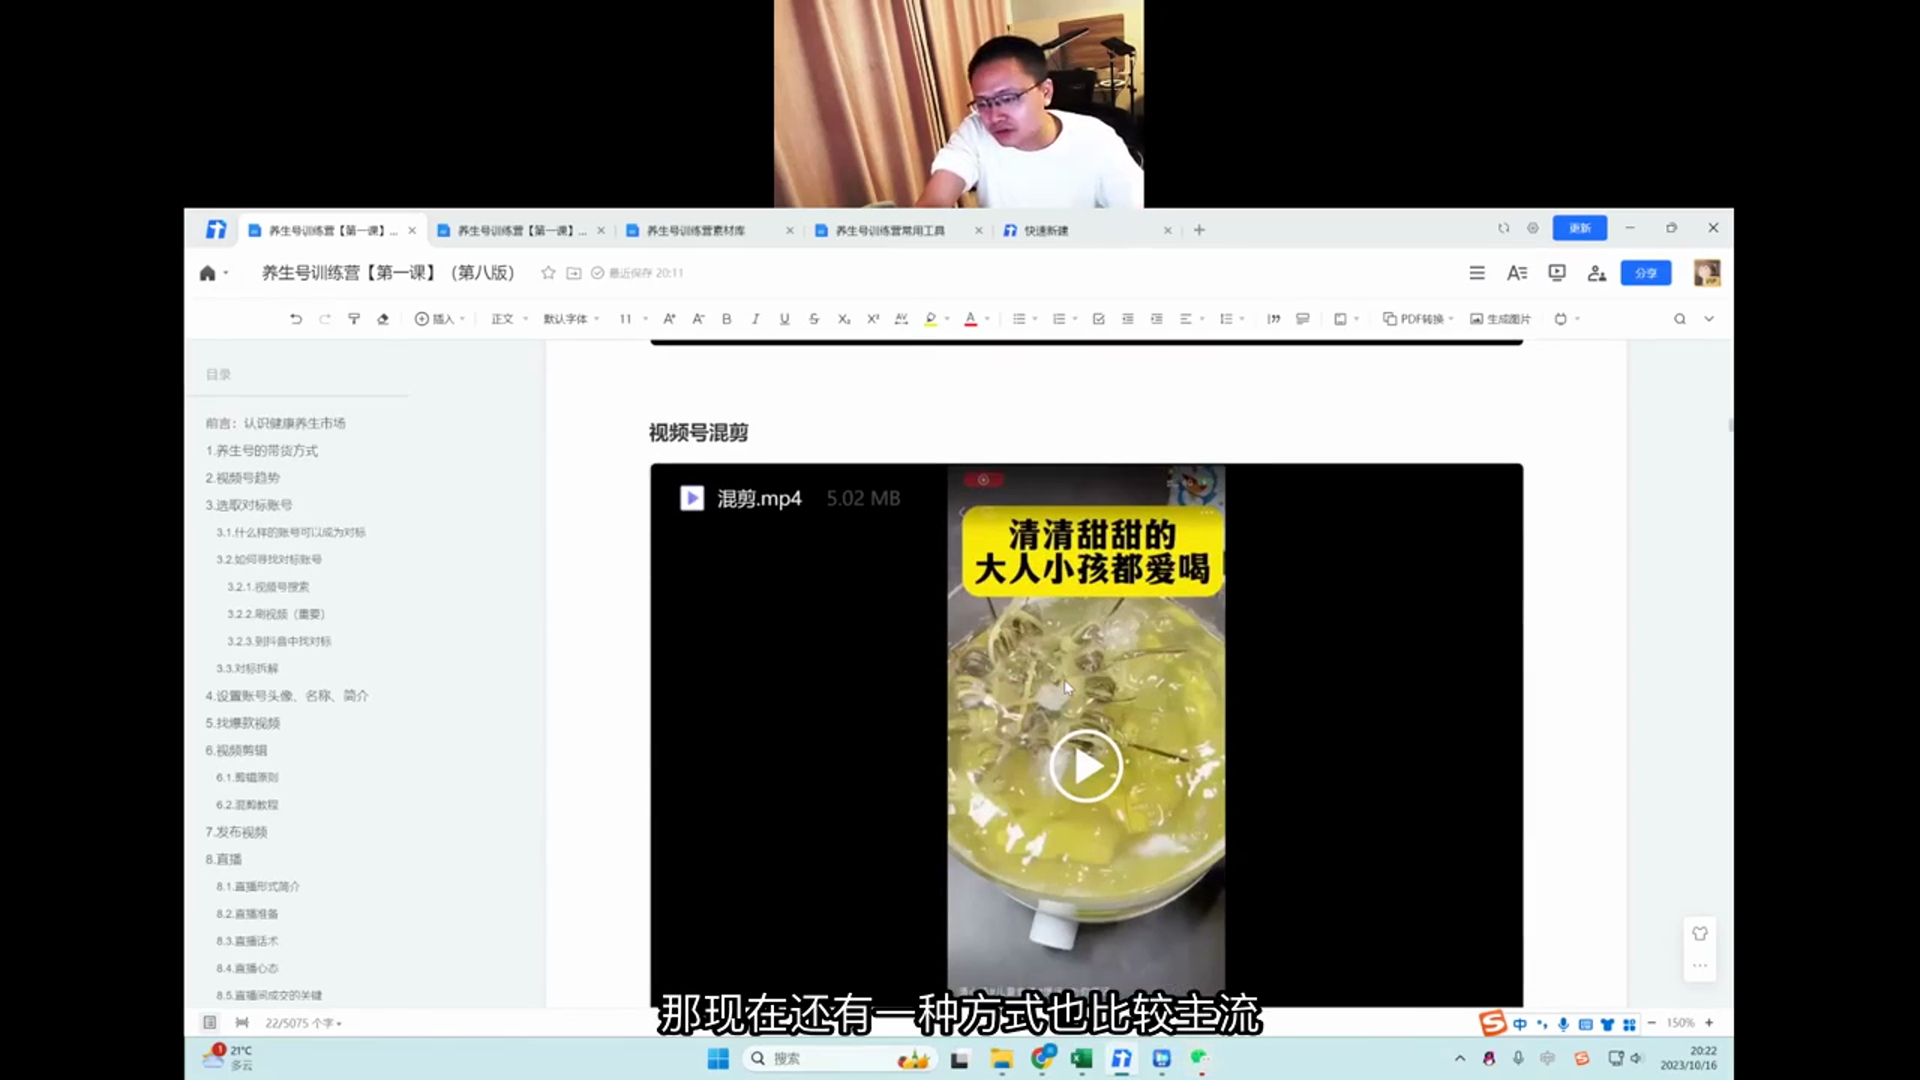 养生号训练营【第一课】...
养生号训练营【第一课】...
养生号训练营素材库
养生号训练营常用工具
快速新建
更新
养生号训练营【第一课】（第八版）
最近保存 20:11
分享
插入
正文
默认字体
11
PDF转换
生成图片
目录
前言：认识健康养生市场
1.养生号的带货方式
2.视频号趋势
3.选取对标账号
3.1.什么样的账号可以成为对标
3.2.如何寻找对标账号
3.2.1.视频号搜索
3.2.2.刷视频（重要）
3.2.3.到抖音中找对标
3.3.对标拆解
4.设置账号头像、名称、简介
5.找爆款视频
6.视频剪辑
6.1.剪辑原则
6.2.混剪教程
7.发布视频
8.直播
8.1.直播形式简介
8.2.直播准备
8.3.直播话术
8.4.直播心态
8.5.直播间成交的关键
视频号混剪
混剪.mp4 5.02 MB
清清甜甜的
大人小孩都爱喝
那现在还有一种方式也比较主流
22/5075 个字
中
150%
1
21°C
多云
搜索
20:22
2023/10/16